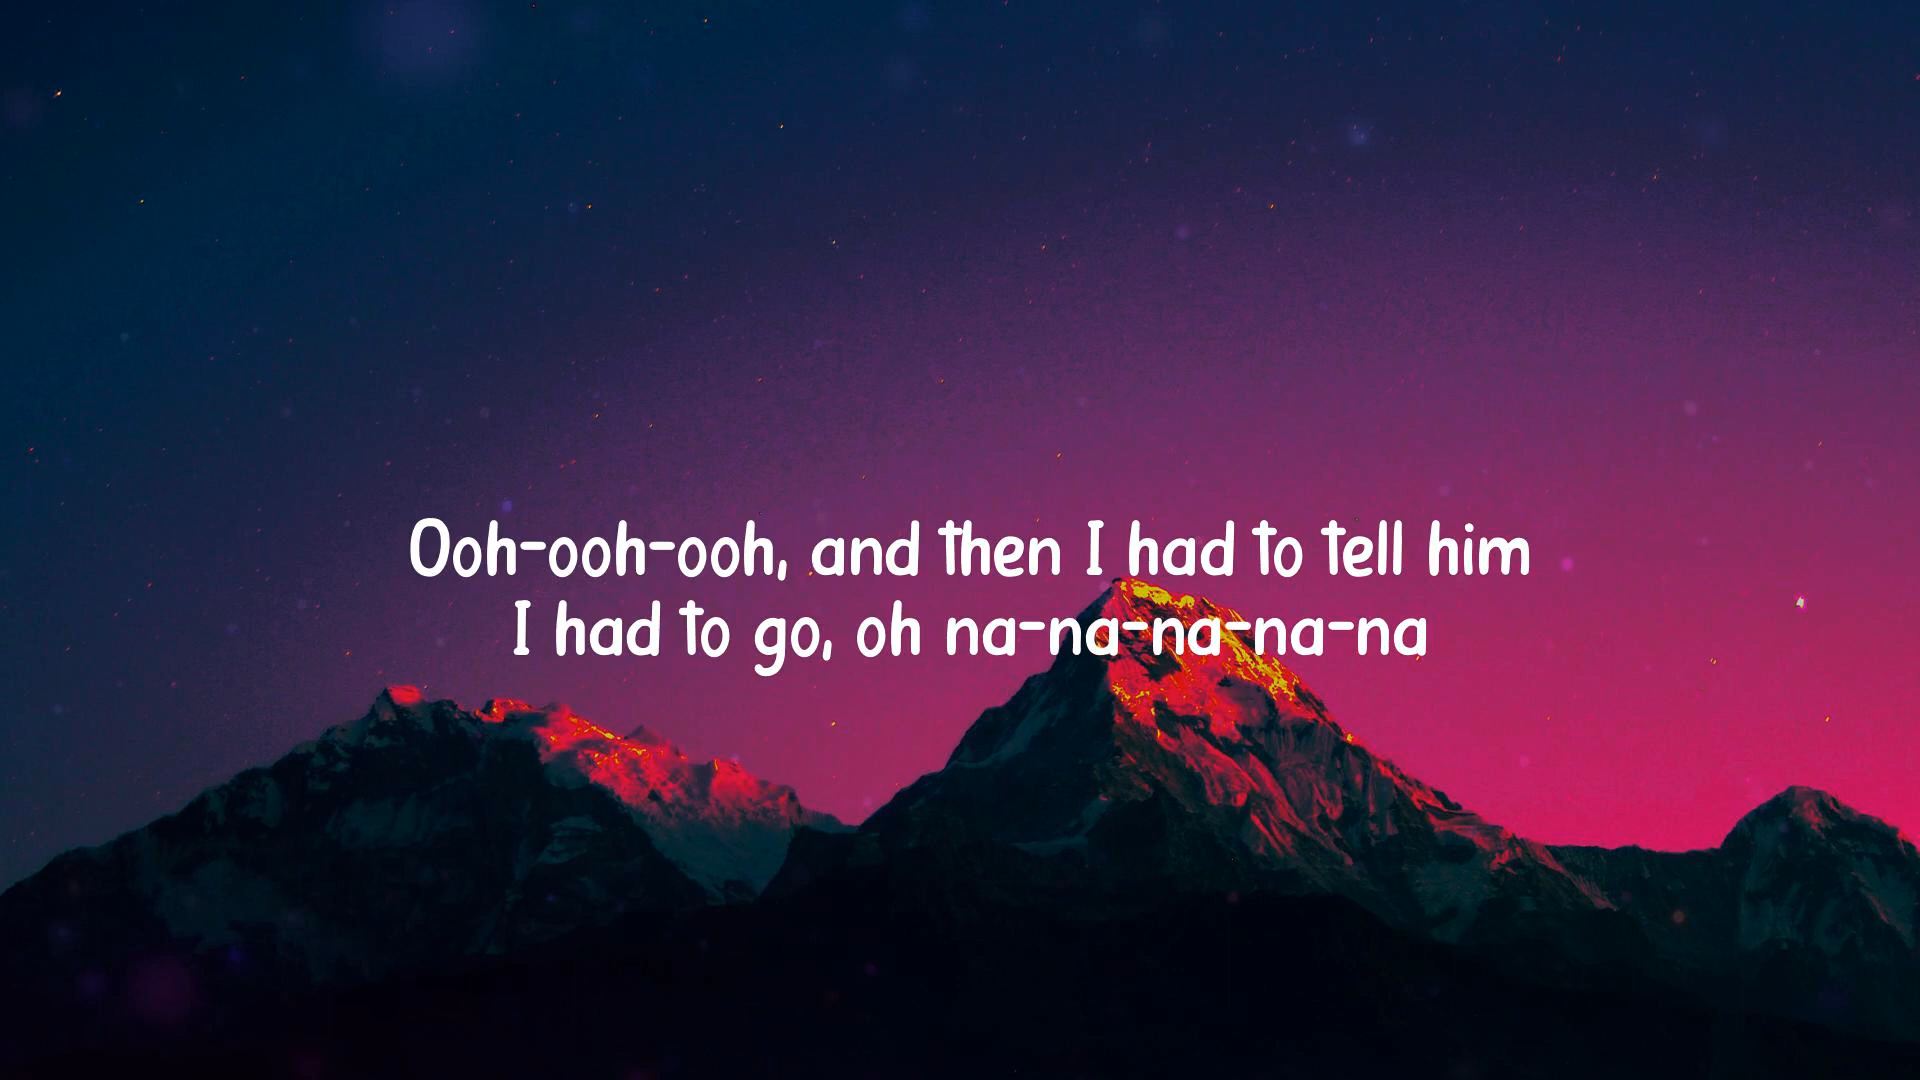 Ooh-ooh-ooh, and then I had to tell him
I had to go, oh na-na-na-na-na